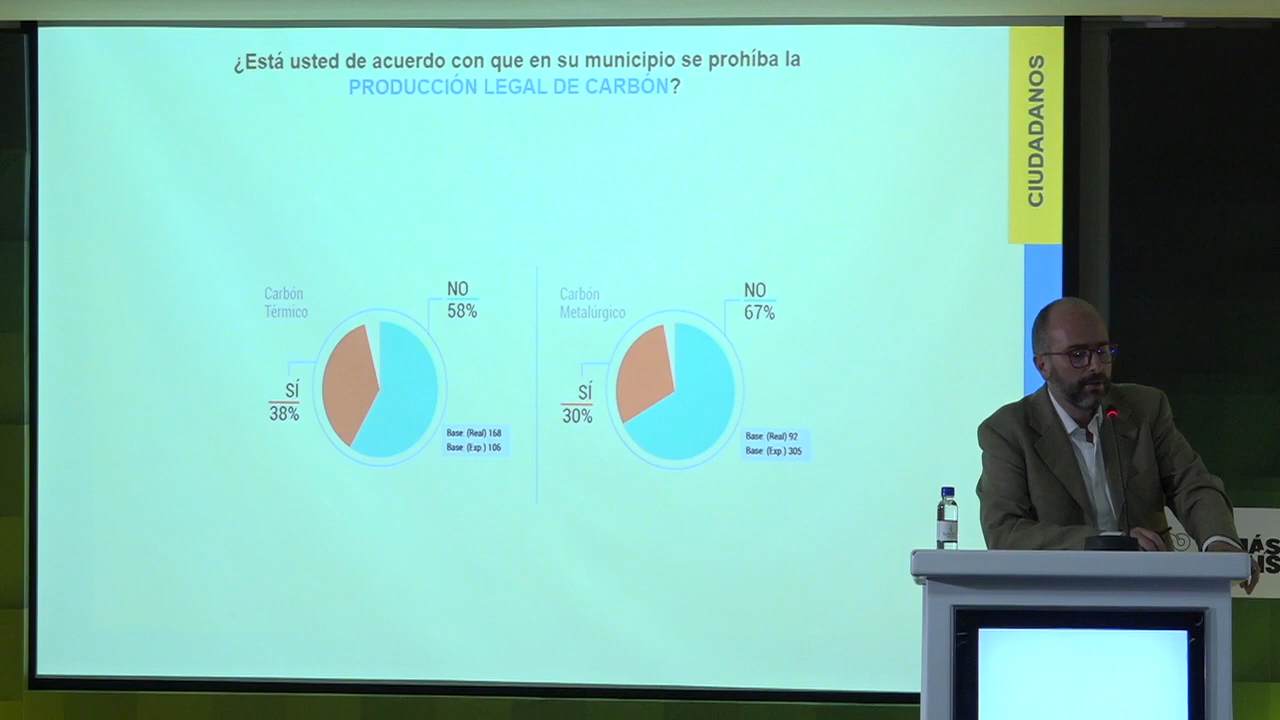 ¿Está usted de acuerdo con que en su municipio se prohíba la
PRODUCCIÓN LEGAL DE CARBÓN?
CIUDADANOS
Carbón
Térmico
NO
58%
SÍ
38%
Base: (Real) 168
Base: (Exp.) 106
Carbón
Metalúrgico
NO
67%
SÍ
30%
Base: (Real) 92
Base: (Exp.) 305